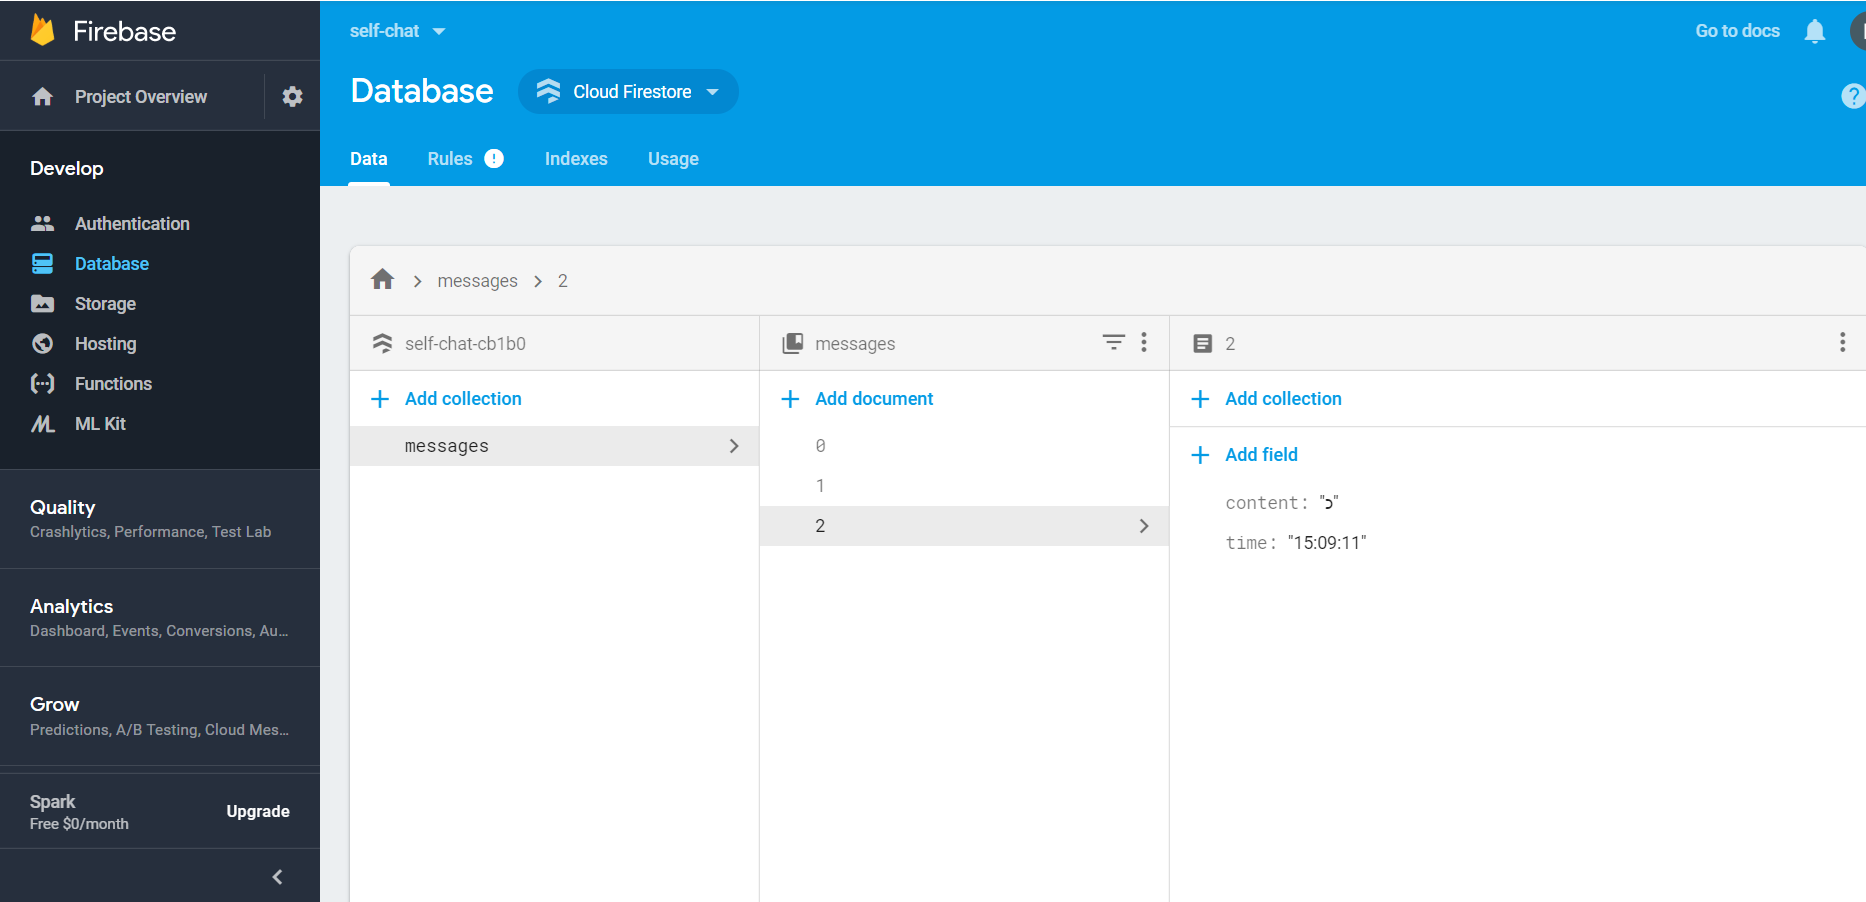 Firebase
self-chat
Go to docs
Project Overview
Database
Cloud Firestore
?
Data
Rules !
Indexes
Usage
Develop
Authentication
Database
Storage
Hosting
Functions
ML Kit
Quality
Crashlytics, Performance, Test Lab
Analytics
Dashboard, Events, Conversions, Au...
Grow
Predictions, A/B Testing, Cloud Mes...
Spark
Free $0/month
Upgrade
messages > 2
self-chat-cb1b0
Add collection
messages
messages
Add document
0
1
2
2
Add collection
Add field
content: "כ"
time: "15:09:11"